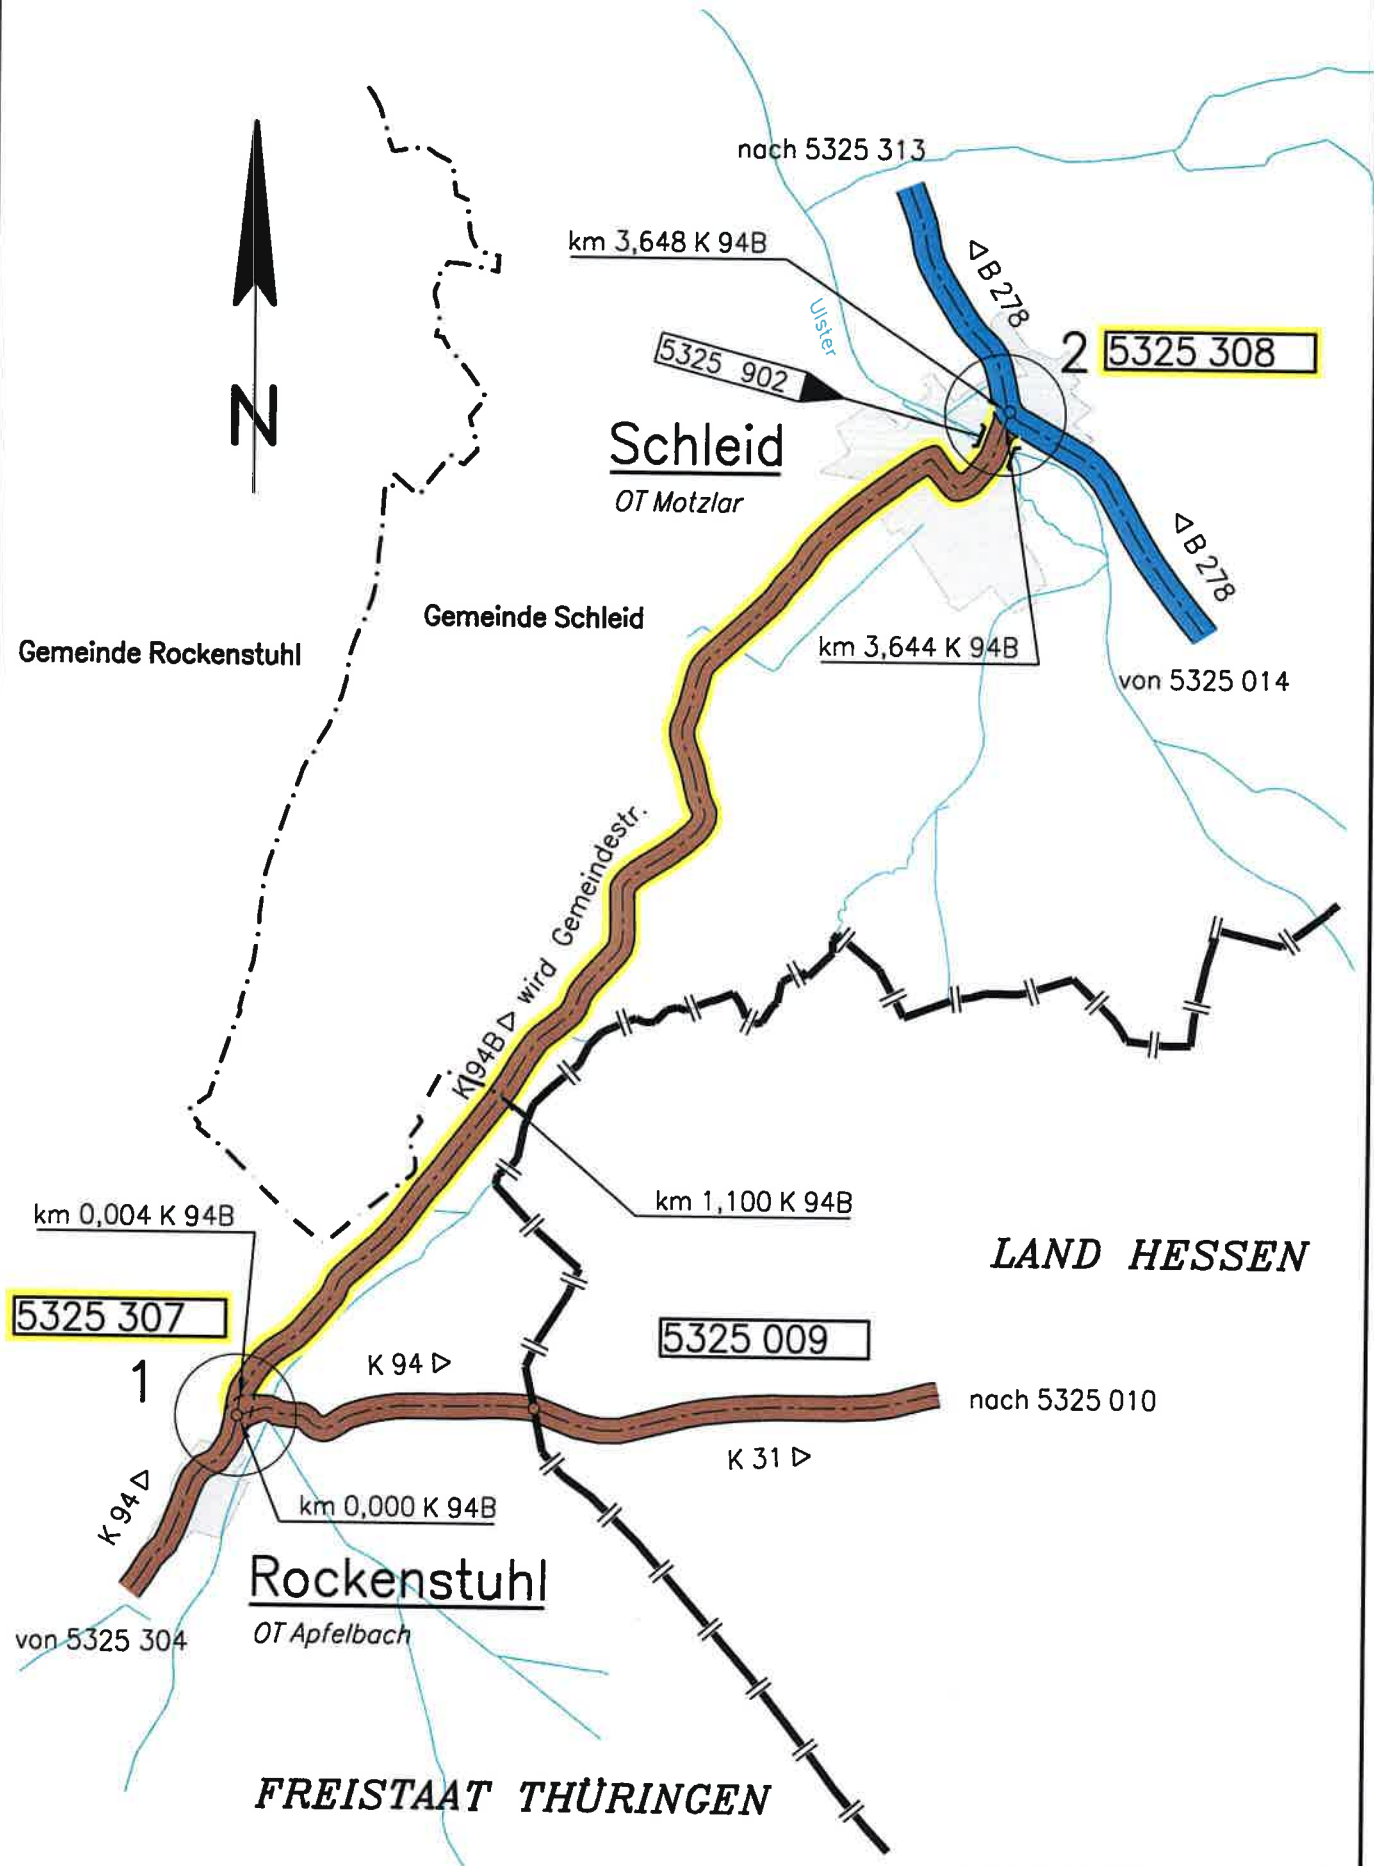 nach 5325 313
km 3,648 K 94B
B 278
Ulster
2
5325 308
5325 902
N
Schleid
OT Motzlar
B 278
Gemeinde Schleid
Gemeinde Rockenstuhl
km 3,644 K 94B
von 5325 014
K 94B wird Gemeindestr.
km 1,100 K 94B
km 0,004 K 94B
LAND HESSEN
5325 307
5325 009
1
K 94
nach 5325 010
K 31
K 94
km 0,000 K 94B
Rockenstuhl
OT Apfelbach
von 5325 304
FREISTAAT THÜRINGEN